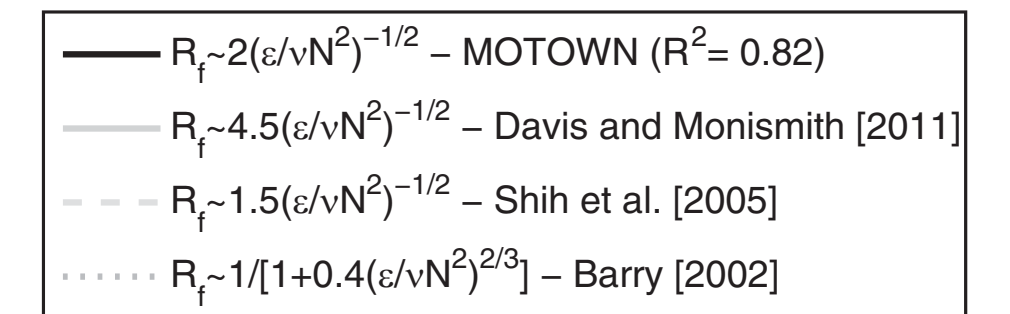 R_f~2(ε/νN^2)^−1/2 – MOTOWN (R^2= 0.82)
R_f~4.5(ε/νN^2)^−1/2 – Davis and Monismith [2011]
R_f~1.5(ε/νN^2)^−1/2 – Shih et al. [2005]
R_f~1/[1+0.4(ε/νN^2)^2/3] – Barry [2002]